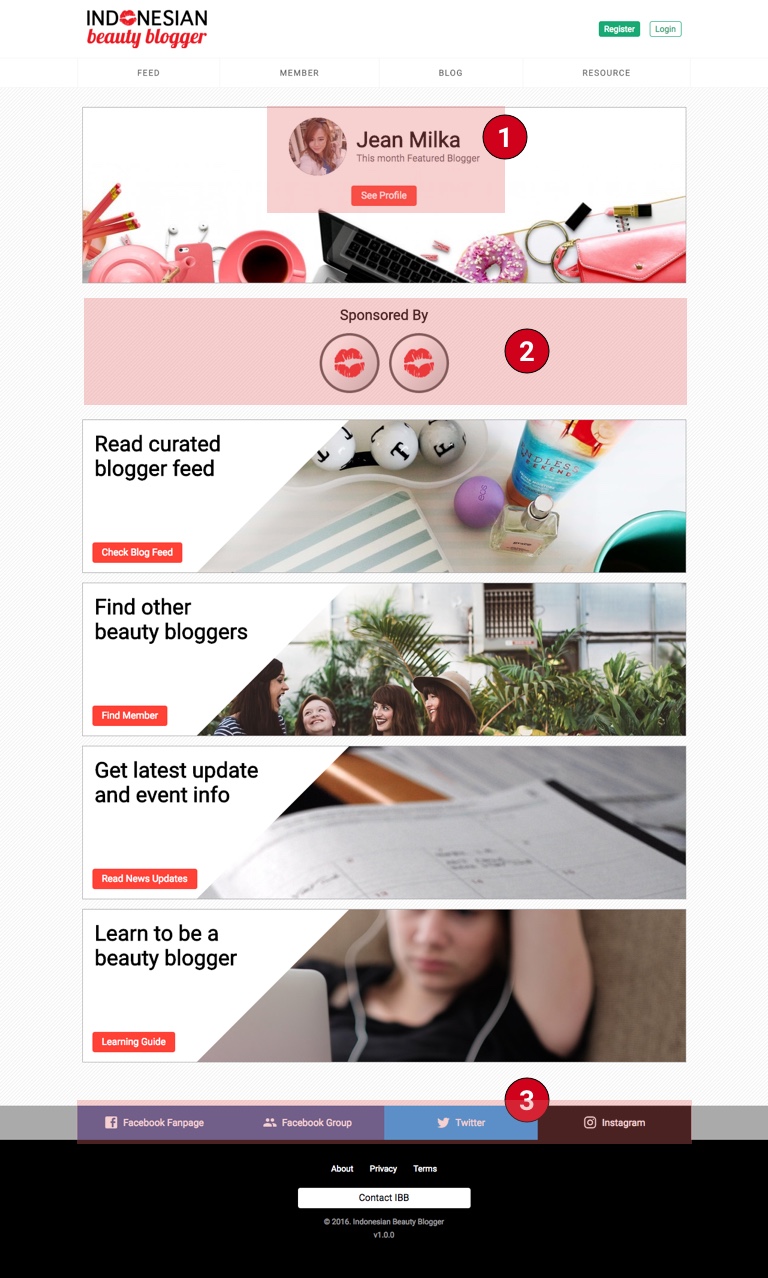 INDONESIAN
beauty blogger
Register
Login
FEED
MEMBER
BLOG
RESOURCE
Jean Milka
This month Featured Blogger
1
See Profile
Sponsored By
2
Read curated
blogger feed
Check Blog Feed
Find other
beauty bloggers
Find Member
Get latest update
and event info
Read News Updates
Learn to be a
beauty blogger
Learning Guide
3
Facebook Fanpage
Facebook Group
Twitter
Instagram
About
Privacy
Terms
Contact IBB
© 2016. Indonesian Beauty Blogger
v1.0.0